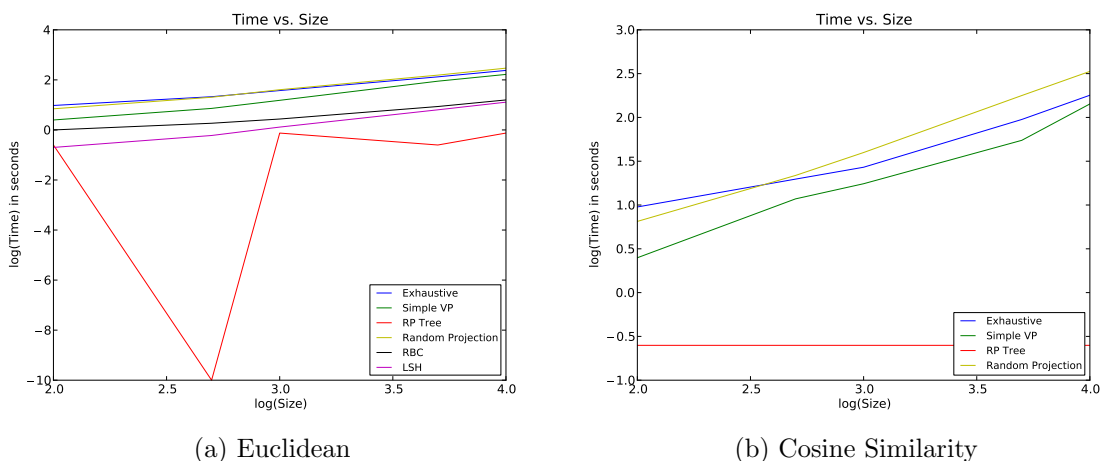 Time vs. Size
4
2
0
−2
−4
−6
−8
−10
log(Time) in seconds
2.0 2.5 3.0 3.5 4.0
log(Size)
Exhaustive
Simple VP
RP Tree
Random Projection
RBC
LSH
(a) Euclidean
Time vs. Size
3.0
2.5
2.0
1.5
1.0
0.5
0.0
−0.5
−1.0
log(Time) in seconds
2.0 2.5 3.0 3.5 4.0
log(Size)
Exhaustive
Simple VP
RP Tree
Random Projection
(b) Cosine Similarity